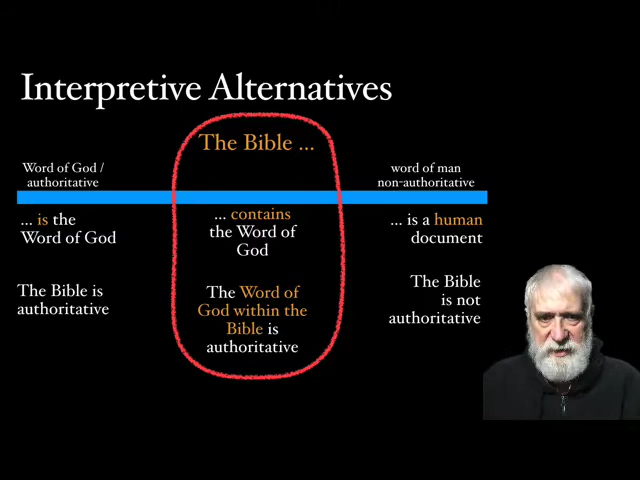 Interpretive Alternatives
The Bible ...
Word of God /
authoritative
word of man
non-authoritative
... is the
Word of God
... contains
the Word of
God
... is a human
document
The Bible is
authoritative
The Word of
God within the
Bible is
authoritative
The Bible
is not
authoritative